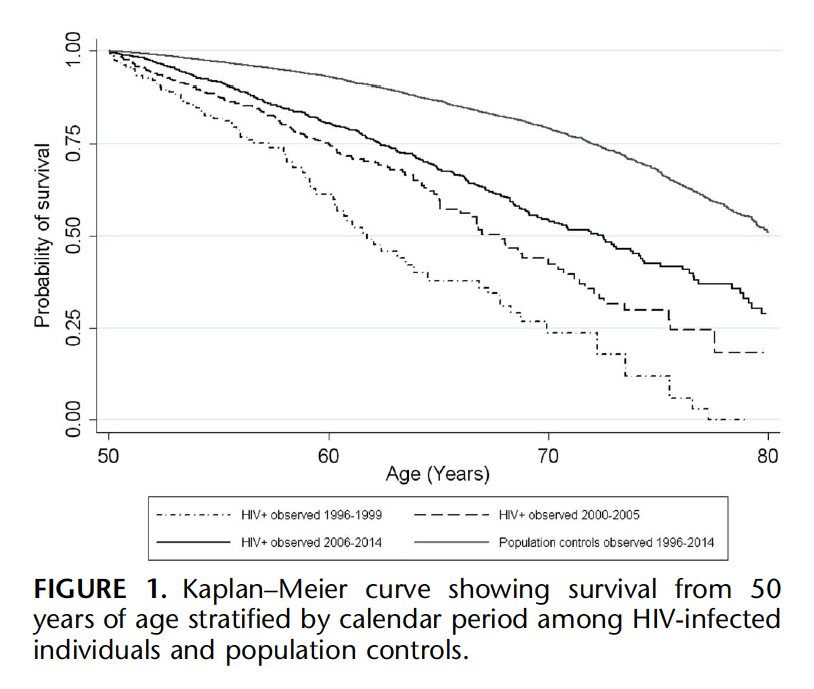 1.00
0.75
0.50
0.25
0.00
Probability of survival
50 60 70 80
Age (Years)
HIV+ observed 1996-1999 HIV+ observed 2000-2005
HIV+ observed 2006-2014 Population controls observed 1996-2014
FIGURE 1. Kaplan–Meier curve showing survival from 50
years of age stratified by calendar period among HIV-infected
individuals and population controls.